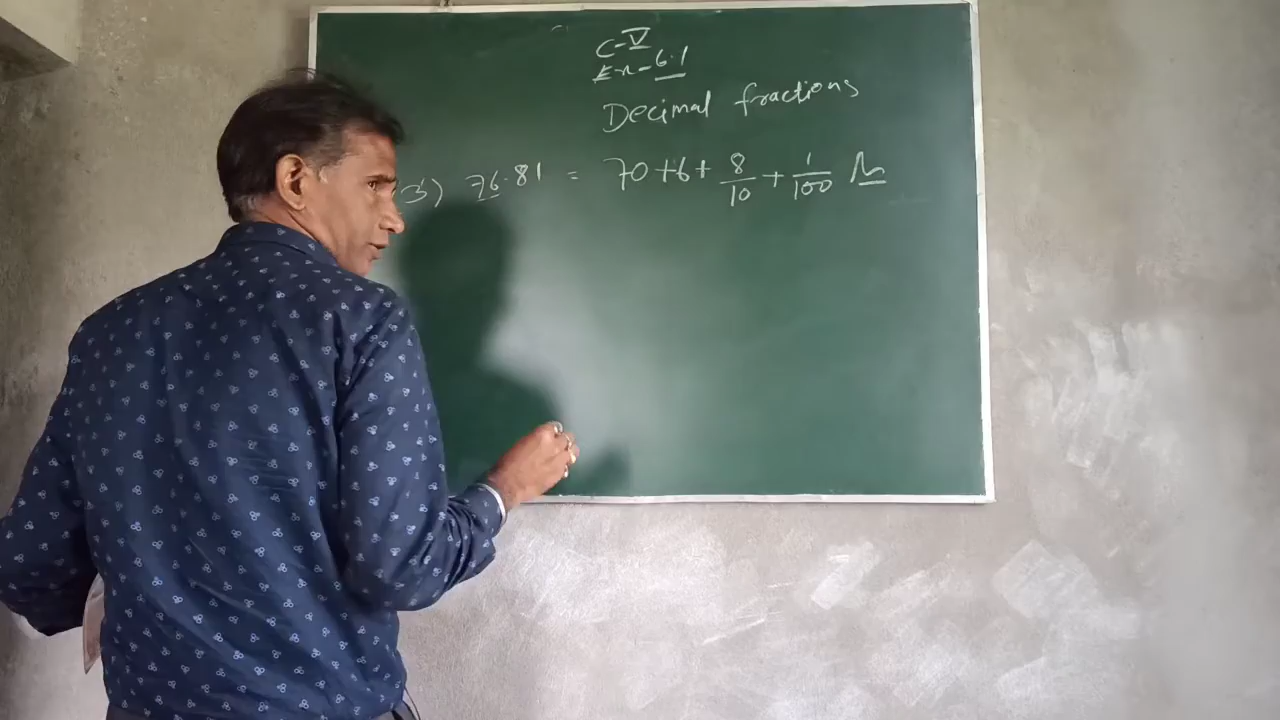 C-V
Ex-6.1
Decimal fractions
3) 76.81 = 70+6+ 8/10 + 1/100